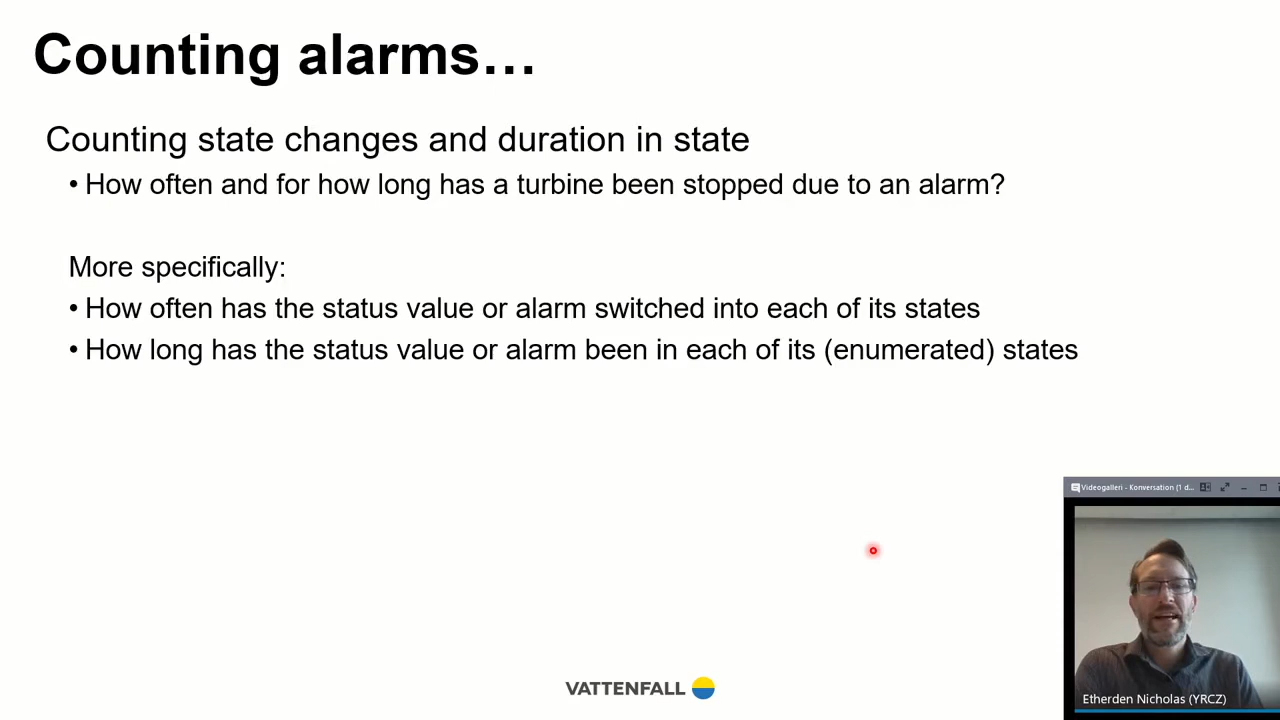 Counting alarms…
Counting state changes and duration in state
• How often and for how long has a turbine been stopped due to an alarm?
More specifically:
• How often has the status value or alarm switched into each of its states
• How long has the status value or alarm been in each of its (enumerated) states
Videogalleri - Konversation (1 d...
Etherden Nicholas (YRCZ)
VATTENFALL